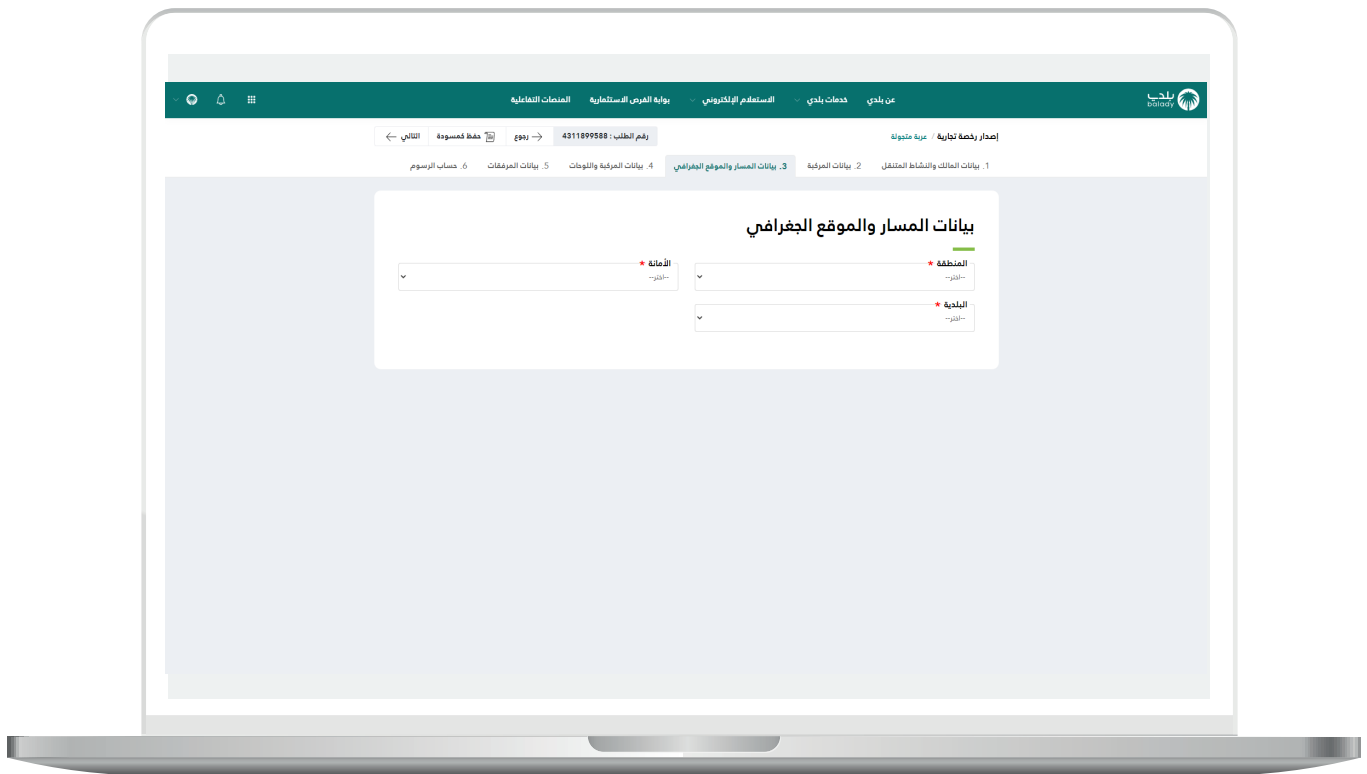 بلدي
balady
عن بلدي خدمات بلدي الاستعلام الإلكتروني بوابة الفرص الاستثمارية المنصات التفاعلية
إصدار رخصة تجارية / عربة متجولة
رقم الطلب : 4311899588 رجوع حفظ كمسودة التالي
1. بيانات المالك والنشاط المتنقل 2. بيانات المركبة 3. بيانات المسار والموقع الجغرافي 4. بيانات المركبة واللوحات 5. بيانات المرفقات 6. حساب الرسوم
بيانات المسار والموقع الجغرافي
المنطقة * الأمانة *
--اختر-- --اختر--
البلدية *
--اختر--